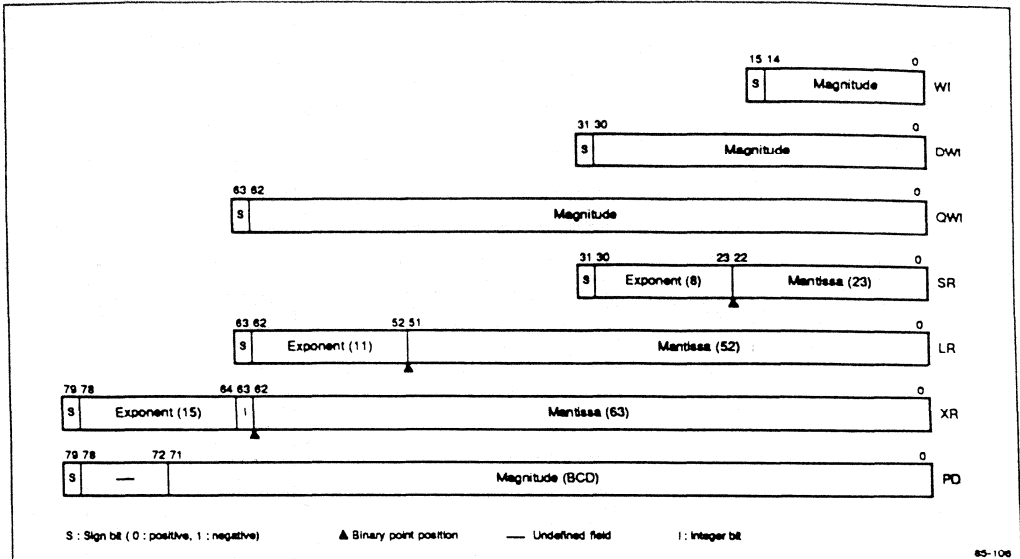 15 14 0
S Magnitude WI
31 30 0
S Magnitude DWI
63 62 0
S Magnitude QWI
31 30 23 22 0
S Exponent (8) Mantissa (23) SR
63 62 52 51 0
S Exponent (11) Mantissa (52) LR
79 78 64 63 62 0
S Exponent (15) I Mantissa (63) XR
79 78 72 71 0
S — Magnitude (BCD) PD
S : Sign bit ( 0 : positive, 1 : negative) ▲ Binary point position — Undefined field I : Integer bit
85-106